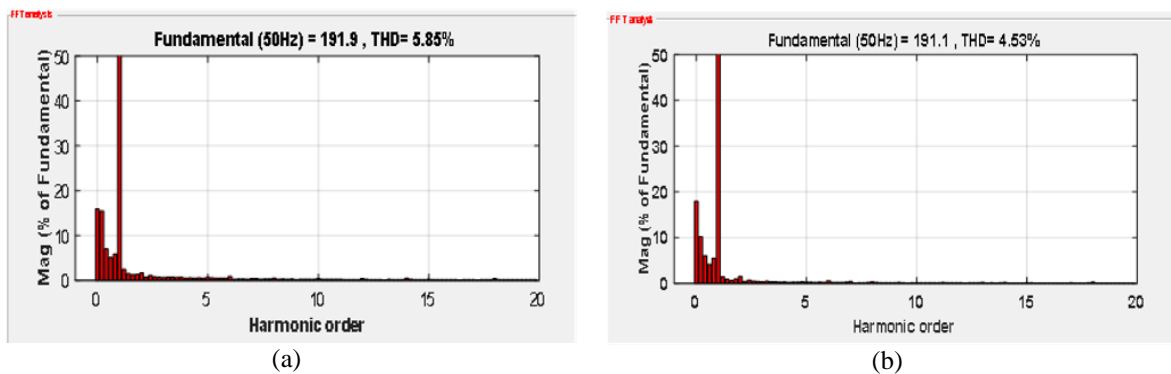 FFT analysis
Fundamental (50Hz) = 191.9 , THD= 5.85%
Mag (% of Fundamental)
50
40
30
20
10
0
0 5 10 15 20
Harmonic order
(a)
FFT analysis
Fundamental (50Hz) = 191.1 , THD= 4.53%
Mag (% of Fundamental)
50
40
30
20
10
0
0 5 10 15 20
Harmonic order
(b)